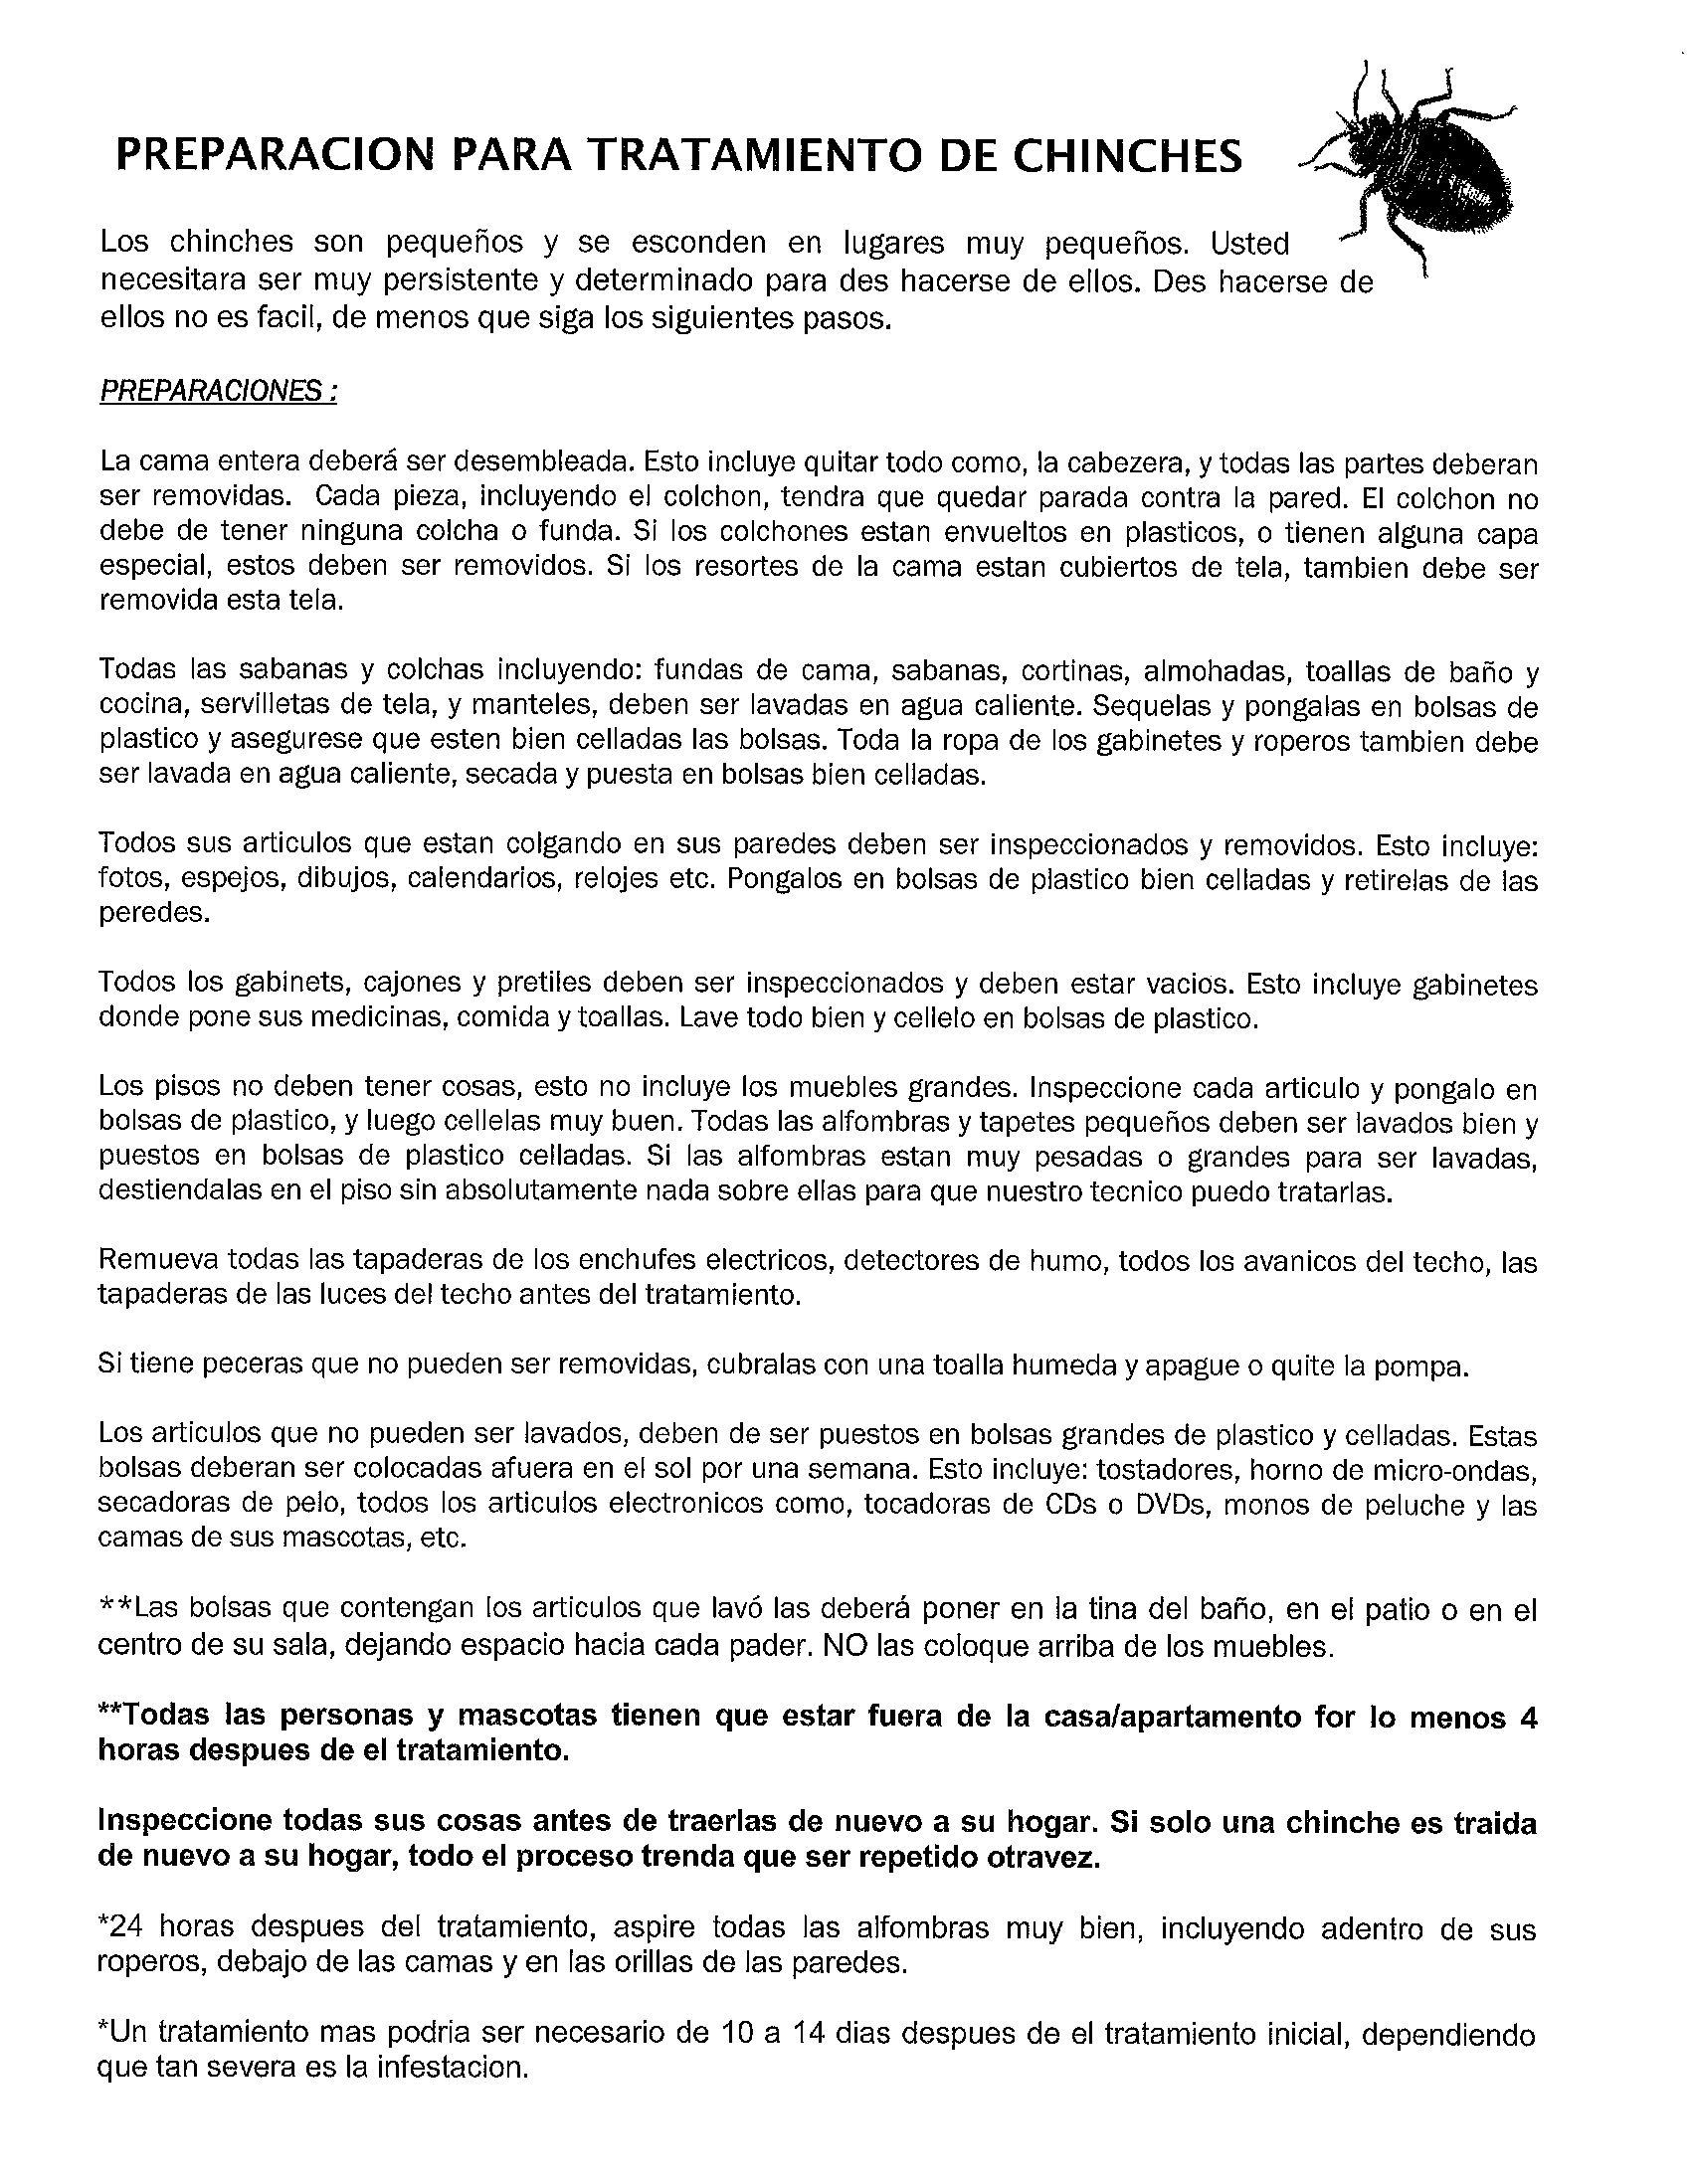 PREPARACION PARA TRATAMIENTO DE CHINCHES
Los chinches son pequeños y se esconden en lugares muy pequeños. Usted
necesitara ser muy persistente y determinado para des hacerse de ellos. Des hacerse de
ellos no es facil, de menos que siga los siguientes pasos.
PREPARACIONES :
La cama entera deberá ser desembleada. Esto incluye quitar todo como, la cabezera, y todas las partes deberan
ser removidas. Cada pieza, incluyendo el colchon, tendra que quedar parada contra la pared. El colchon no
debe de tener ninguna colcha o funda. Si los colchones estan envueltos en plasticos, o tienen alguna capa
especial, estos deben ser removidos. Si los resortes de la cama estan cubiertos de tela, tambien debe ser
removida esta tela.
Todas las sabanas y colchas incluyendo: fundas de cama, sabanas, cortinas, almohadas, toallas de baño y
cocina, servilletas de tela, y manteles, deben ser lavadas en agua caliente. Sequelas y pongalas en bolsas de
plastico y asegurese que esten bien celladas las bolsas. Toda la ropa de los gabinetes y roperos tambien debe
ser lavada en agua caliente, secada y puesta en bolsas bien celladas.
Todos sus articulos que estan colgando en sus paredes deben ser inspeccionados y removidos. Esto incluye:
fotos, espejos, dibujos, calendarios, relojes etc. Pongalos en bolsas de plastico bien celladas y retirelas de las
peredes.
Todos los gabinets, cajones y pretiles deben ser inspeccionados y deben estar vacios. Esto incluye gabinetes
donde pone sus medicinas, comida y toallas. Lave todo bien y cellelo en bolsas de plastico.
Los pisos no deben tener cosas, esto no incluye los muebles grandes. Inspeccione cada articulo y pongalo en
bolsas de plastico, y luego cellelas muy buen. Todas las alfombras y tapetes pequeños deben ser lavados bien y
puestos en bolsas de plastico celladas. Si las alfombras estan muy pesadas o grandes para ser lavadas,
destiendalas en el piso sin absolutamente nada sobre ellas para que nuestro tecnico puedo tratarlas.
Remueva todas las tapaderas de los enchufes electricos, detectores de humo, todos los avanicos del techo, las
tapaderas de las luces del techo antes del tratamiento.
Si tiene peceras que no pueden ser removidas, cubralas con una toalla humeda y apague o quite la pompa.
Los articulos que no pueden ser lavados, deben de ser puestos en bolsas grandes de plastico y celladas. Estas
bolsas deberan ser colocadas afuera en el sol por una semana. Esto incluye: tostadores, horno de micro-ondas,
secadoras de pelo, todos los articulos electronicos como, tocadoras de CDs o DVDs, monos de peluche y las
camas de sus mascotas, etc.
**Las bolsas que contengan los articulos que lavó las deberá poner en la tina del baño, en el patio o en el
centro de su sala, dejando espacio hacia cada pader. NO las coloque arriba de los muebles.
**Todas las personas y mascotas tienen que estar fuera de la casa/apartamento for lo menos 4
horas despues de el tratamiento.
Inspeccione todas sus cosas antes de traerlas de nuevo a su hogar. Si solo una chinche es traida
de nuevo a su hogar, todo el proceso trenda que ser repetido otravez.
*24 horas despues del tratamiento, aspire todas las alfombras muy bien, incluyendo adentro de sus
roperos, debajo de las camas y en las orillas de las paredes.
*Un tratamiento mas podria ser necesario de 10 a 14 dias despues de el tratamiento inicial, dependiendo
que tan severa es la infestacion.